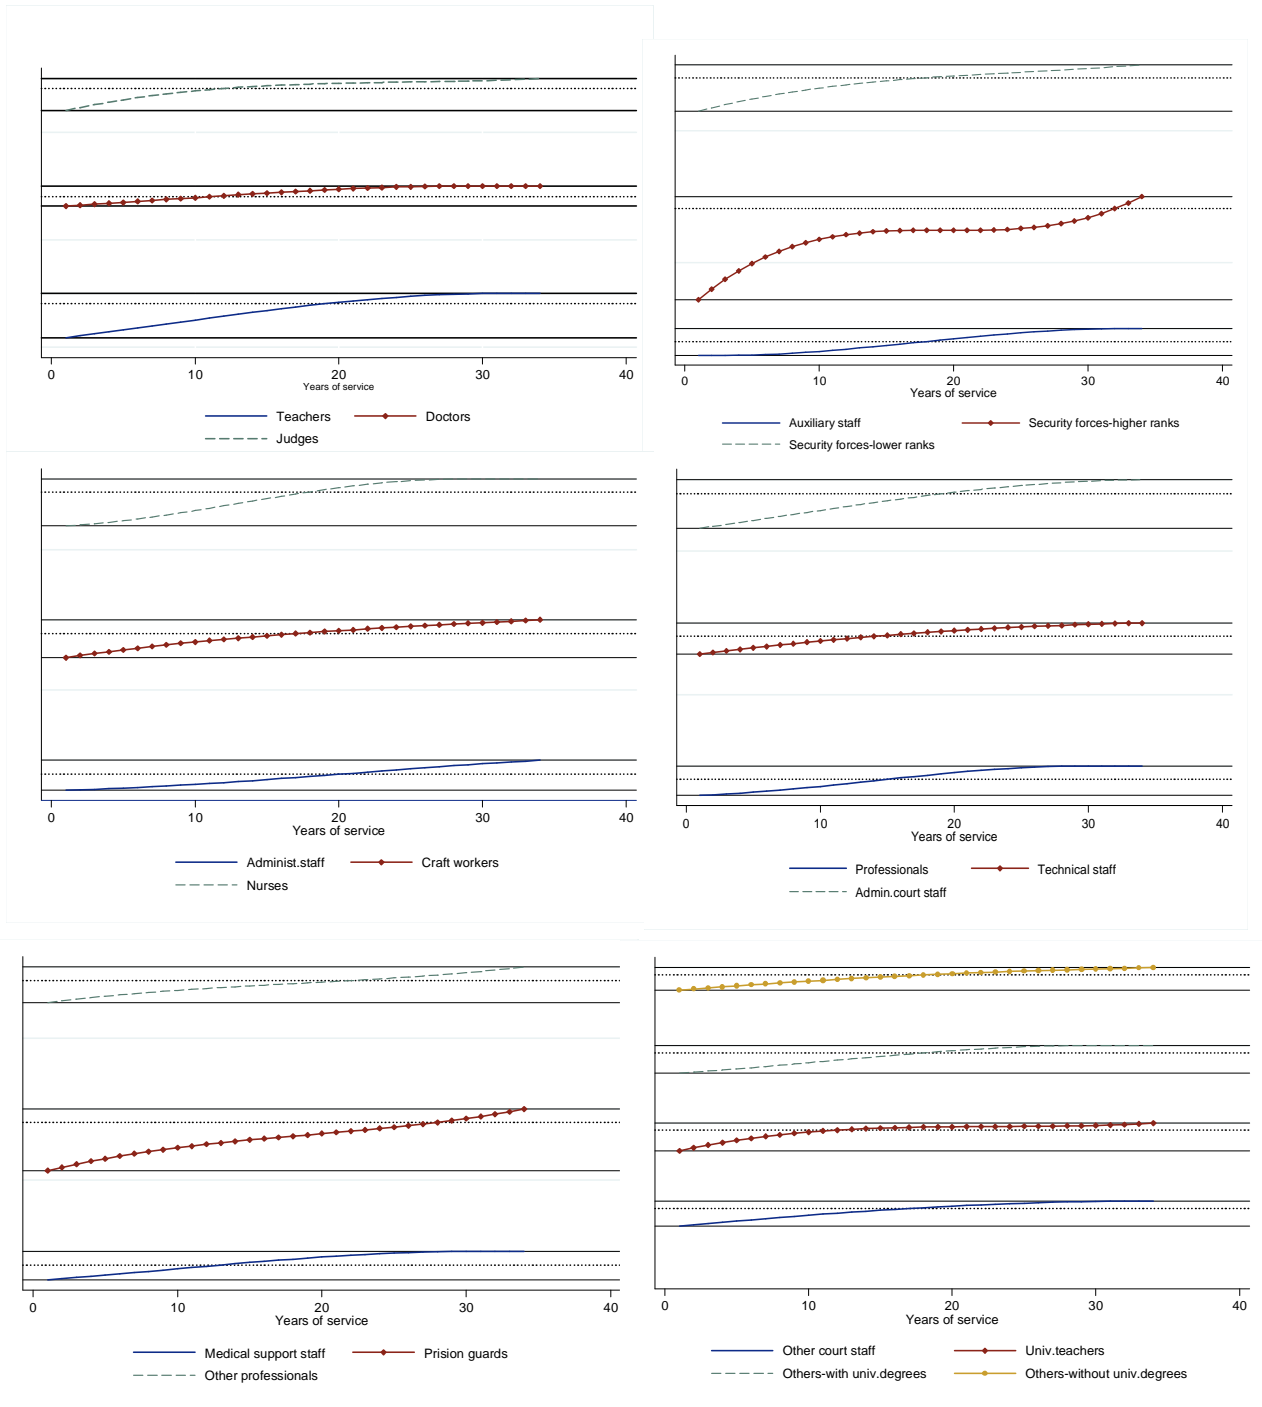 0 10 20 30 40
Years of service
Teachers Doctors
Judges
0 10 20 30 40
Years of service
Auxiliary staff Security forces-higher ranks
Security forces-lower ranks
0 10 20 30 40
Years of service
Administ.staff Craft workers
Nurses
0 10 20 30 40
Years of service
Professionals Technical staff
Admin.court staff
0 10 20 30 40
Years of service
Medical support staff Prision guards
Other professionals
0 10 20 30 40
Years of service
Other court staff Univ.teachers
Others-with univ.degrees Others-without univ.degrees